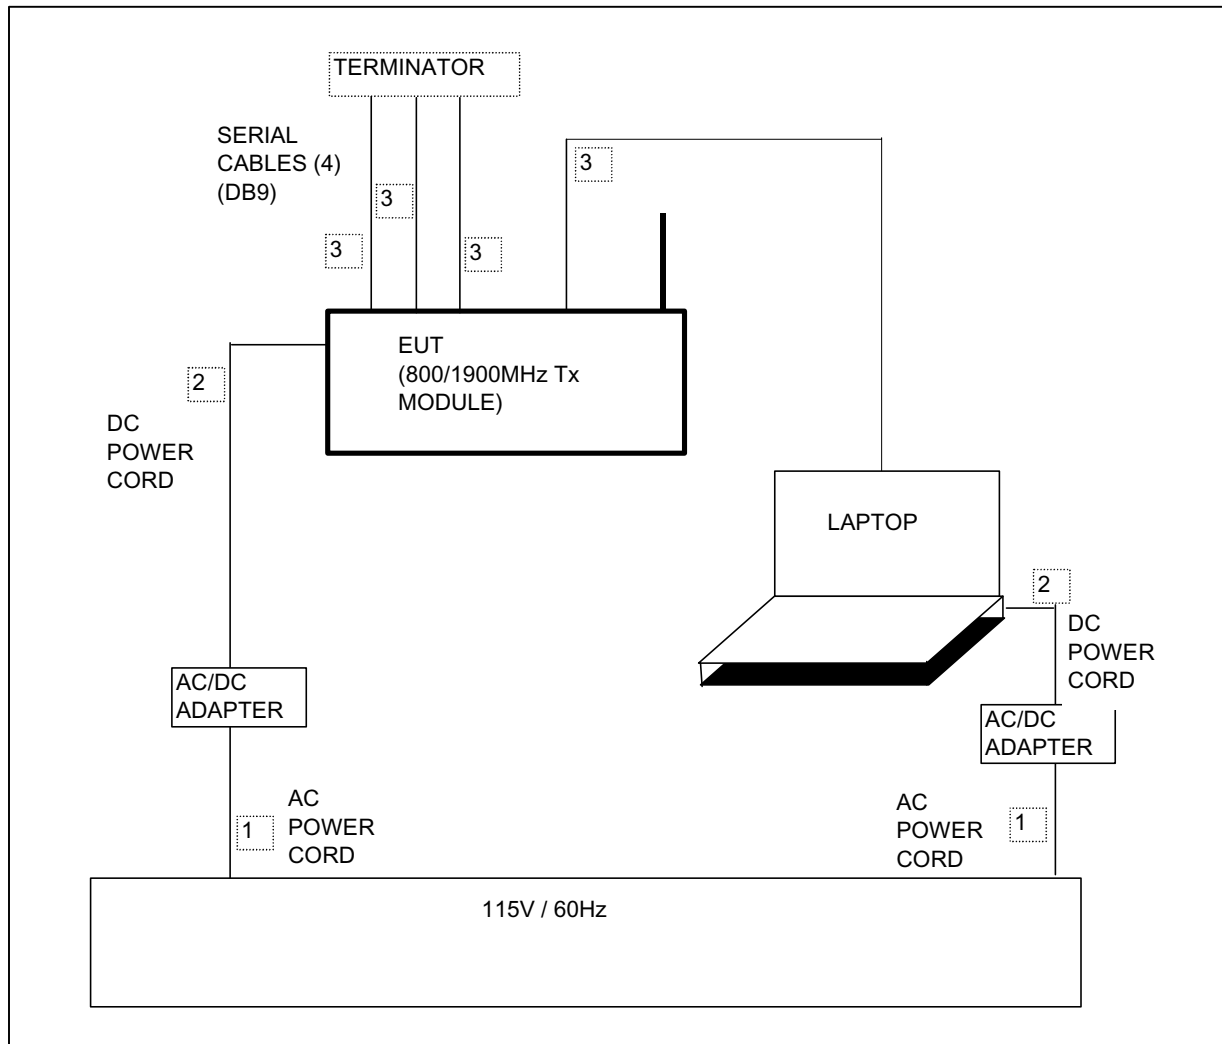 TERMINATOR
SERIAL
CABLES (4)
(DB9)
3
3
3
3
EUT
(800/1900MHz Tx
MODULE)
2
DC
POWER
CORD
LAPTOP
2
DC
POWER
CORD
AC/DC
ADAPTER
AC/DC
ADAPTER
1
AC
POWER
CORD
AC
POWER
CORD
1
115V / 60Hz